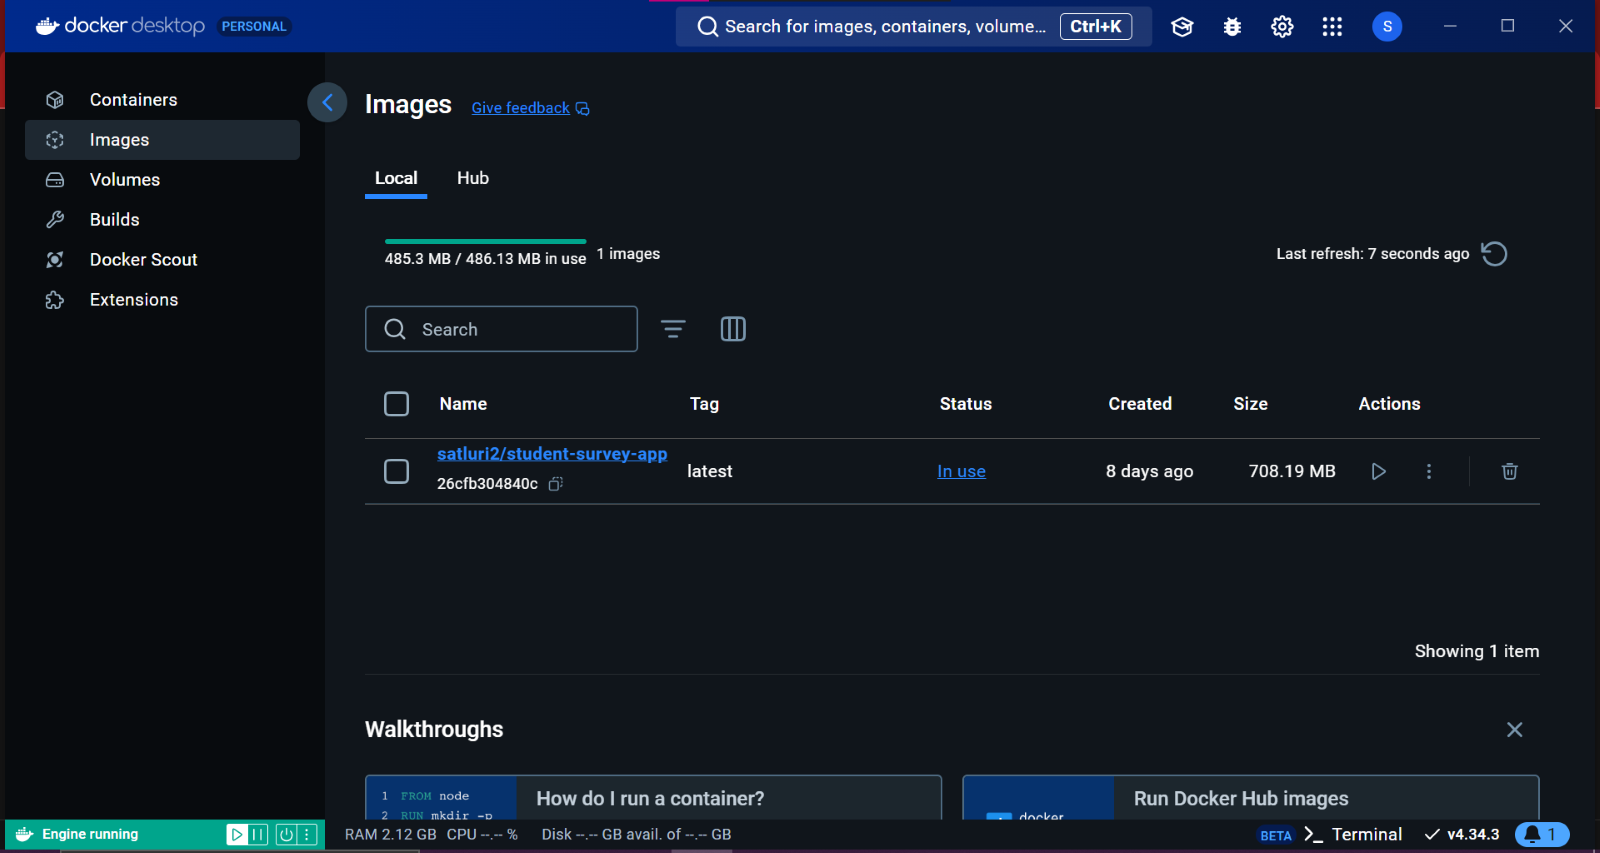 docker desktop PERSONAL
Search for images, containers, volume... Ctrl+K
S
Containers
Images
Volumes
Builds
Docker Scout
Extensions
Images Give feedback
Local Hub
485.3 MB / 486.13 MB in use 1 images
Last refresh: 7 seconds ago
Search
Name Tag Status Created Size Actions
satluri2/student-survey-app
26cfb304840c
latest In use 8 days ago 708.19 MB
Showing 1 item
Walkthroughs
1 FROM node
2 RUN mkdir -p
How do I run a container?
docker
Run Docker Hub images
Engine running
RAM 2.12 GB CPU --.-- % Disk --.-- GB avail. of --.-- GB
BETA >_ Terminal v4.34.3 1